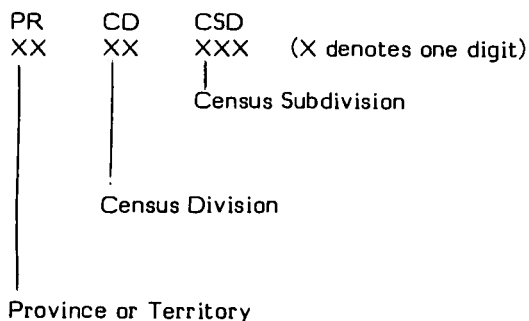 PR CD CSD
XX XX XXX (X denotes one digit)
Census Subdivision
Census Division
Province or Territory